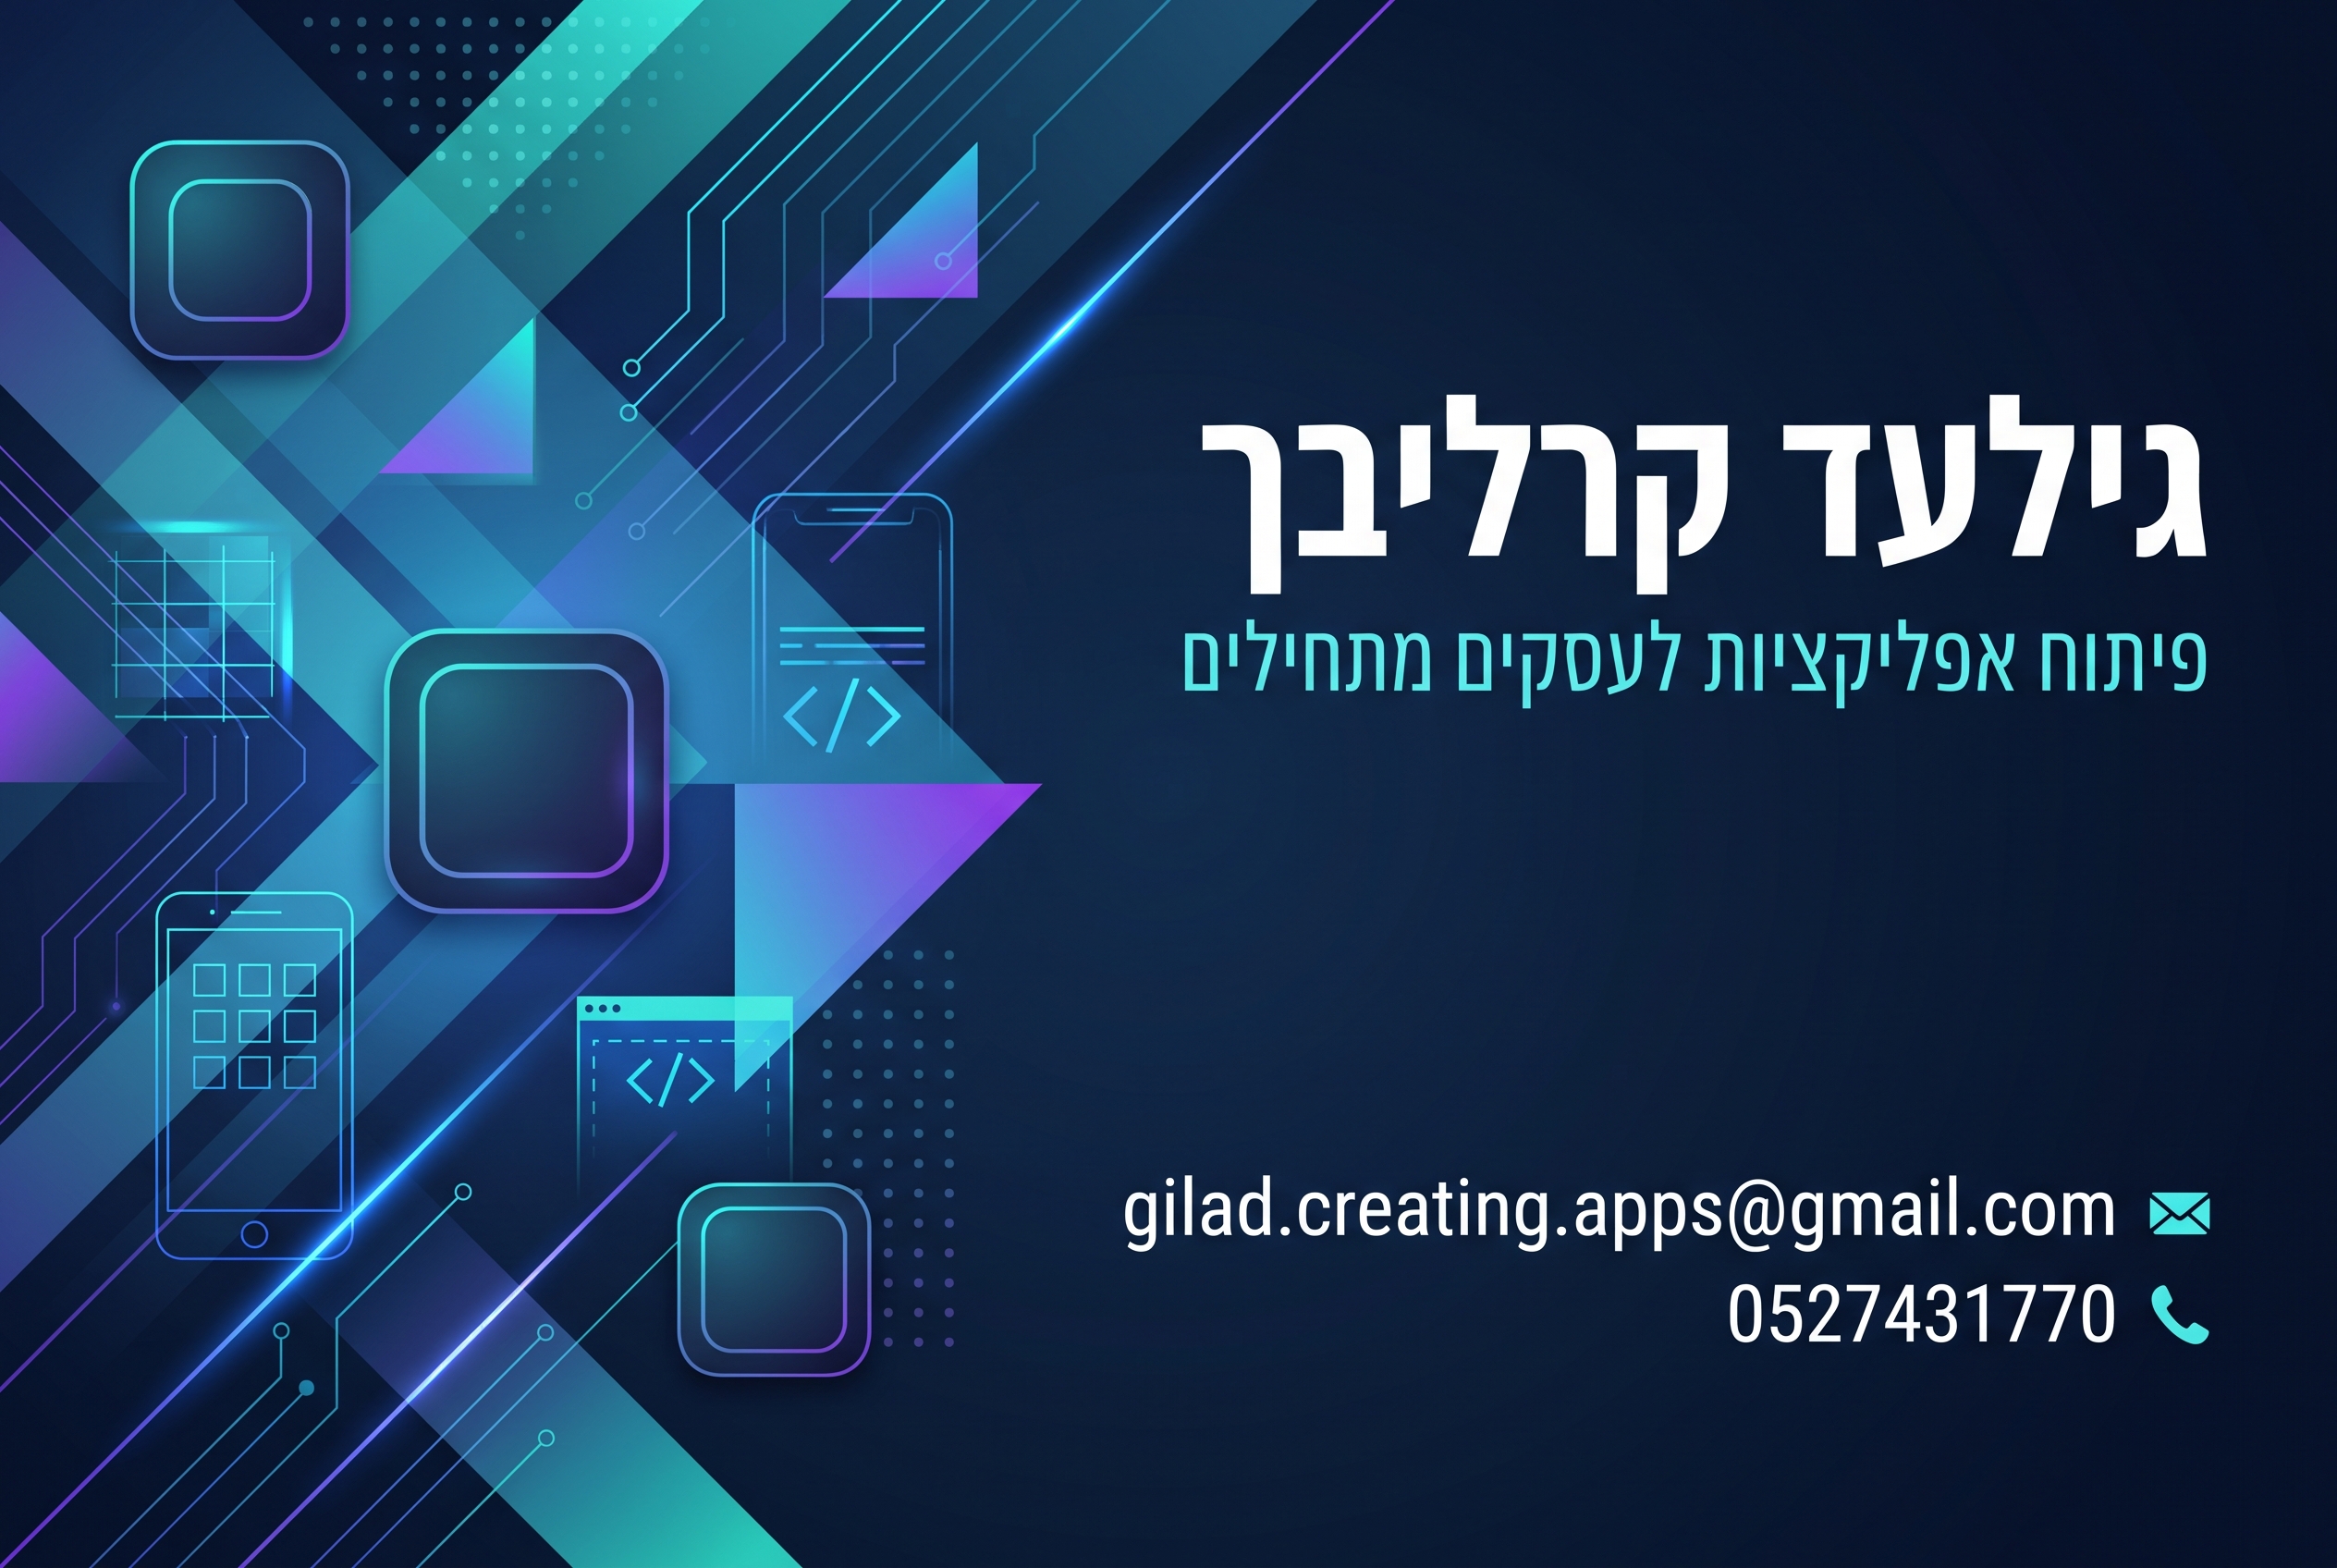 גילעד קרליבך
פיתוח אפליקציות לעסקים מתחילים
</>
</>
gilad.creating.apps@gmail.com
0527431770